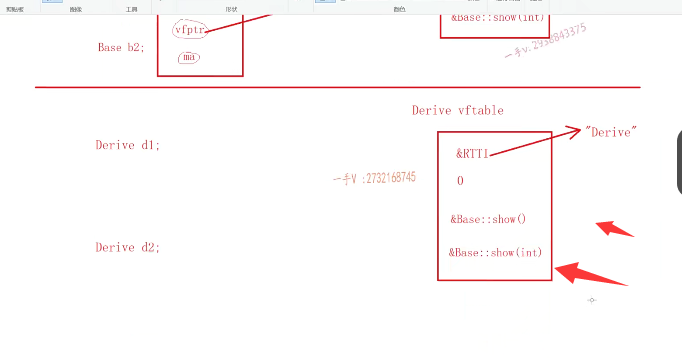 剪贴板 图像 工具 形状 颜色
vfptr
&Base::show(int)
Base b2;
ma
一手v.2938843375
Derive vftable
Derive d1;
&RTTI
"Derive"
一手V :2732168745
0
&Base::show()
Derive d2;
&Base::show(int)